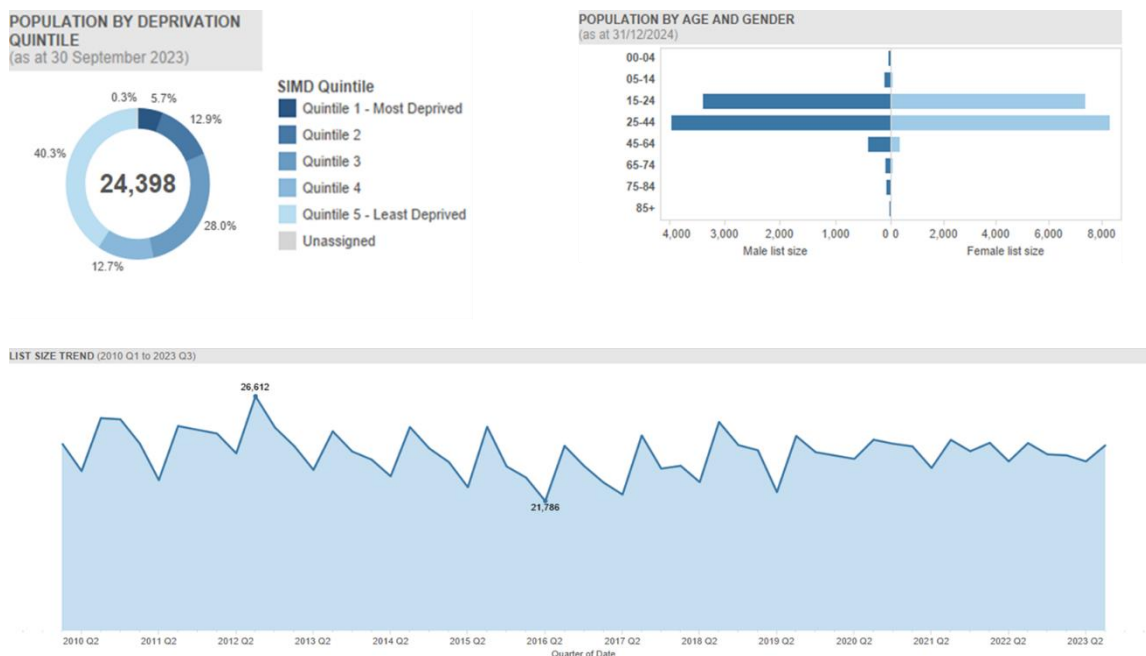 POPULATION BY DEPRIVATION
QUINTILE
(as at 30 September 2023)
0.3%
5.7%
12.9%
40.3%
24,398
28.0%
12.7%
SIMD Quintile
Quintile 1 - Most Deprived
Quintile 2
Quintile 3
Quintile 4
Quintile 5 - Least Deprived
Unassigned
POPULATION BY AGE AND GENDER
(as at 31/12/2024)
00-04
05-14
15-24
25-44
45-64
65-74
75-84
85+
4,000 3,000 2,000 1,000 0 0 2,000 4,000 6,000 8,000
Male list size Female list size
LIST SIZE TREND (2010 Q1 to 2023 Q3)
26,612
21,786
2010 Q2 2011 Q2 2012 Q2 2013 Q2 2014 Q2 2015 Q2 2016 Q2 2017 Q2 2018 Q2 2019 Q2 2020 Q2 2021 Q2 2022 Q2 2023 Q2
Quarter of Date